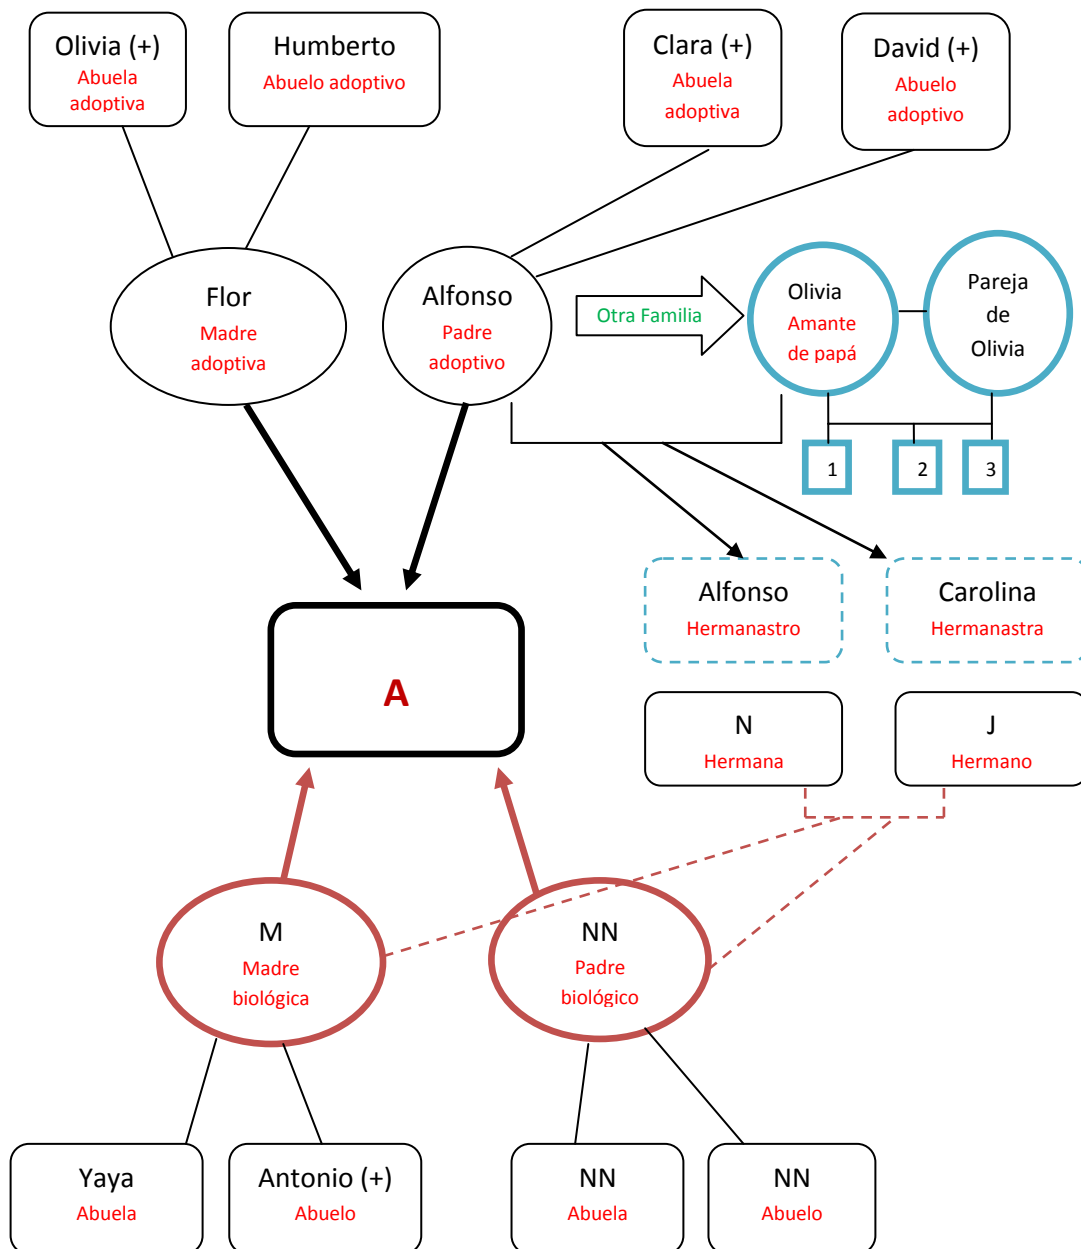 Olivia (+)
Abuela
adoptiva
Humberto
Abuelo adoptivo
Clara (+)
Abuela
adoptiva
David (+)
Abuelo
adoptivo
Flor
Madre
adoptiva
Alfonso
Padre
adoptivo
Otra Familia
Olivia
Amante
de papá
Pareja
de
Olivia
1
2
3
Alfonso
Hermanastro
Carolina
Hermanastra
A
N
Hermana
J
Hermano
M
Madre
biológica
NN
Padre
biológico
Yaya
Abuela
Antonio (+)
Abuelo
NN
Abuela
NN
Abuelo